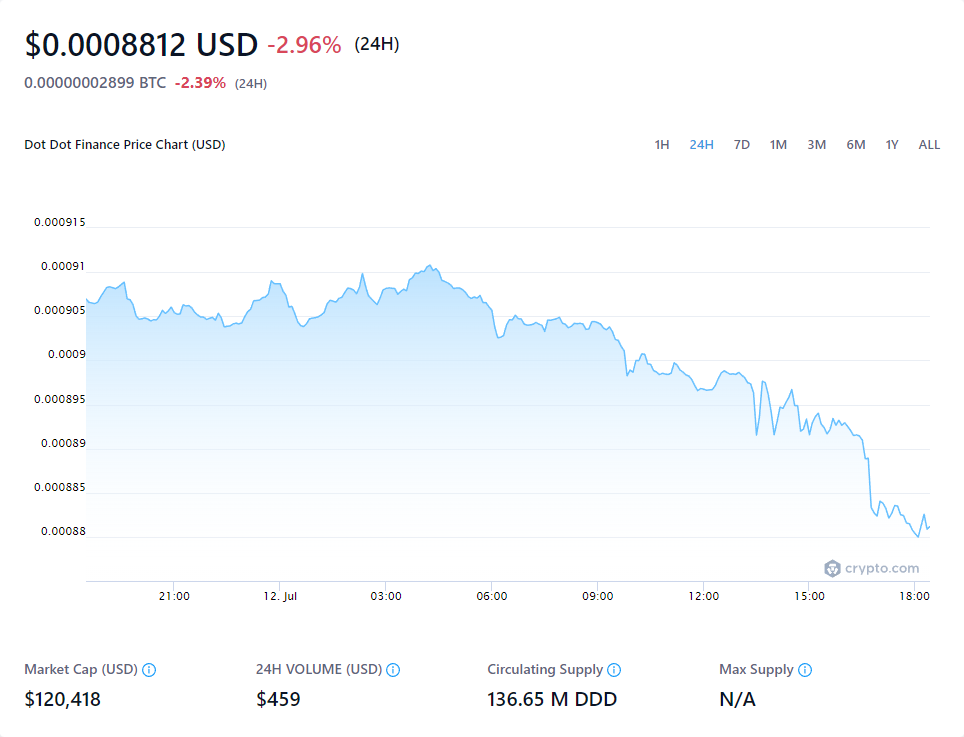 $0.0008812 USD -2.96% (24H)
0.00000002899 BTC -2.39% (24H)
Dot Dot Finance Price Chart (USD) 1H 24H 7D 1M 3M 6M 1Y ALL
0.000915
0.00091
0.000905
0.0009
0.000895
0.00089
0.000885
0.00088
crypto.com
21:00 12. Jul 03:00 06:00 09:00 12:00 15:00 18:00
Market Cap (USD) 24H VOLUME (USD) Circulating Supply Max Supply
$120,418 $459 136.65 M DDD N/A